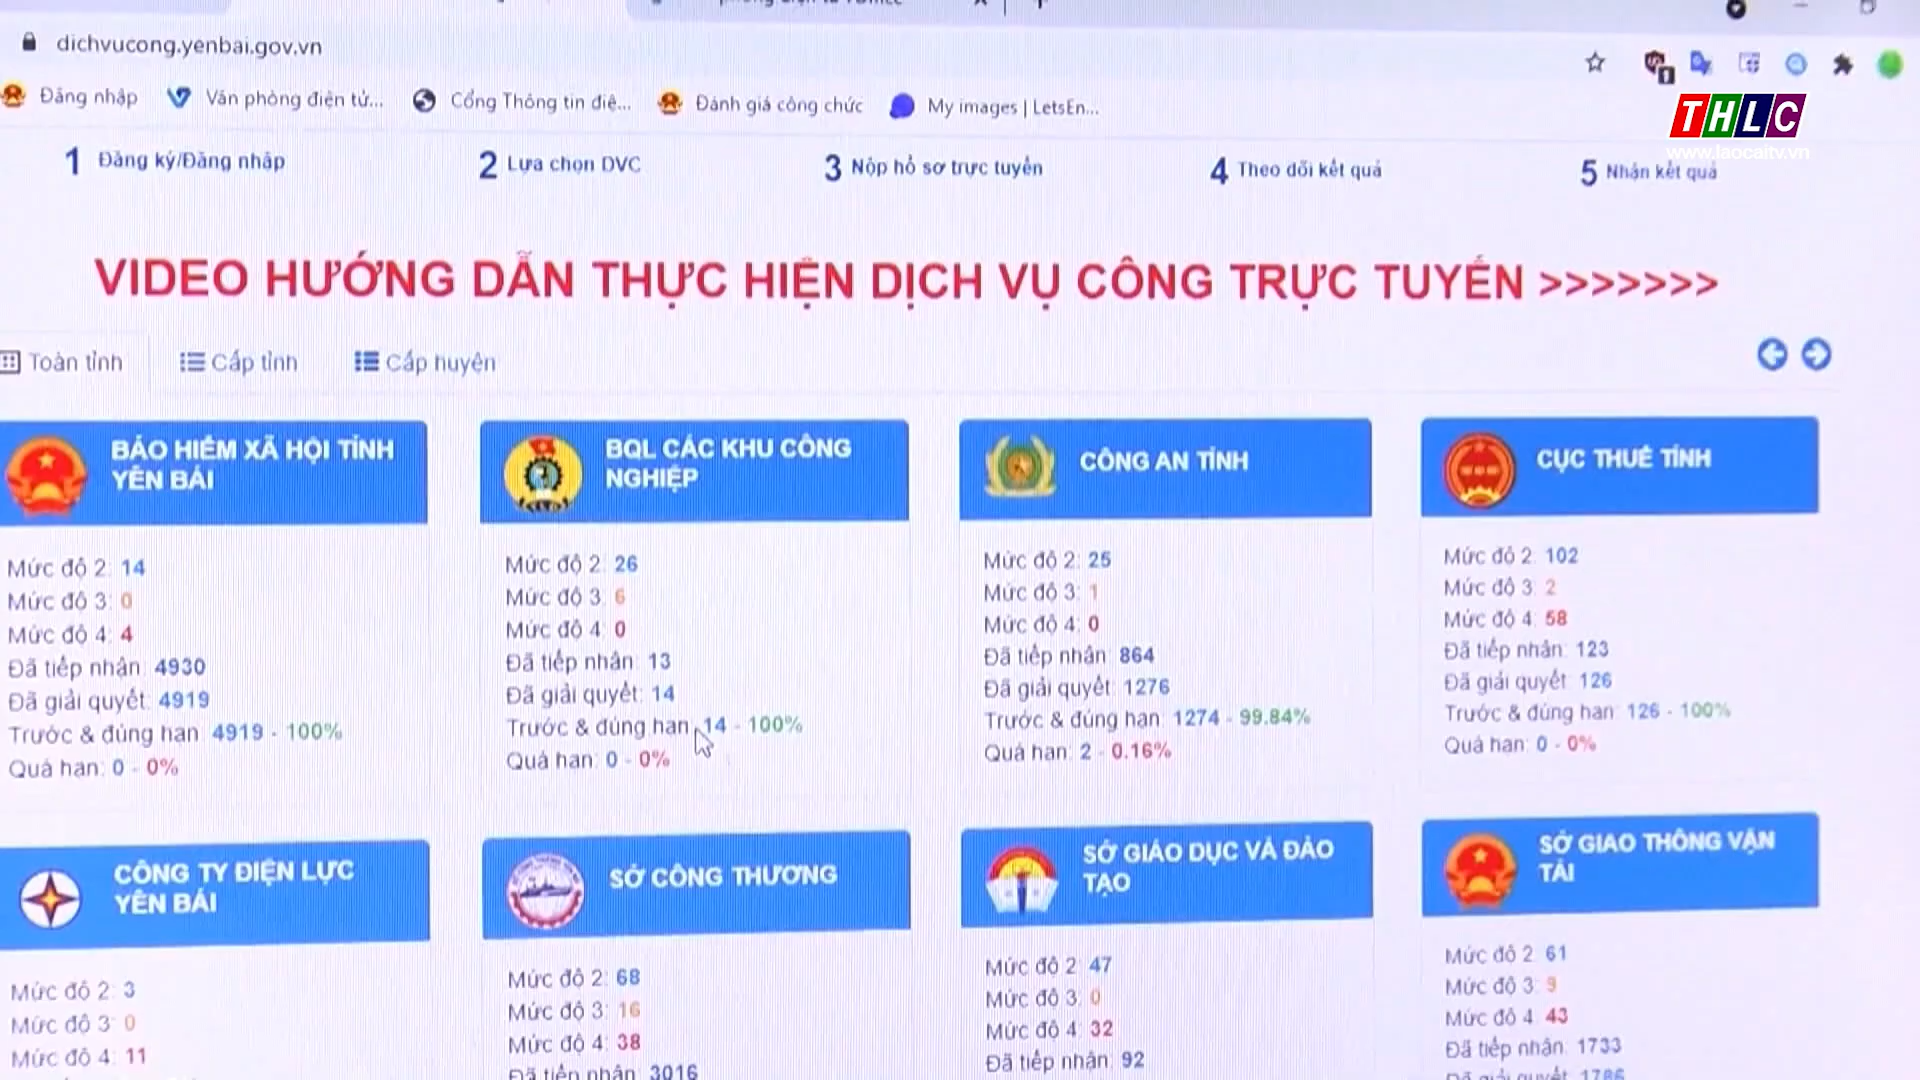 dichvucong.yenbai.gov.vn
Đăng nhập
Văn phòng điện tử...
Cổng Thông tin điệ...
Đánh giá công chức
My images | LetsEn...
THLC
www.laocaitv.vn
1 Đăng ký/Đăng nhập
2 Lựa chọn DVC
3 Nộp hồ sơ trực tuyến
4 Theo dõi kết quả
5 Nhận kết quả
VIDEO HƯỚNG DẪN THỰC HIỆN DỊCH VỤ CÔNG TRỰC TUYẾN >>>>>>>
Toàn tỉnh
Cấp tỉnh
Cấp huyện
BẢO HIỂM XÃ HỘI TỈNH
YÊN BÁI
Mức độ 2: 14
Mức độ 3: 0
Mức độ 4: 4
Đã tiếp nhận: 4930
Đã giải quyết: 4919
Trước & đúng hạn: 4919 - 100%
Quá hạn: 0 - 0%
BQL CÁC KHU CÔNG
NGHIỆP
Mức độ 2: 26
Mức độ 3: 6
Mức độ 4: 0
Đã tiếp nhận: 13
Đã giải quyết: 14
Trước & đúng hạn: 14 - 100%
Quá hạn: 0 - 0%
CÔNG AN TỈNH
Mức độ 2: 25
Mức độ 3: 1
Mức độ 4: 0
Đã tiếp nhận: 864
Đã giải quyết: 1276
Trước & đúng hạn: 1274 - 99.84%
Quá hạn: 2 - 0.16%
CỤC THUẾ TỈNH
Mức độ 2: 102
Mức độ 3: 2
Mức độ 4: 58
Đã tiếp nhận: 123
Đã giải quyết: 126
Trước & đúng hạn: 126 - 100%
Quá hạn: 0 - 0%
CÔNG TY ĐIỆN LỰC
YÊN BÁI
Mức độ 2: 3
Mức độ 3: 0
Mức độ 4: 11
SỞ CÔNG THƯƠNG
Mức độ 2: 68
Mức độ 3: 16
Mức độ 4: 38
Đã tiếp nhận: 3016
SỞ GIÁO DỤC VÀ ĐÀO
TẠO
Mức độ 2: 47
Mức độ 3: 0
Mức độ 4: 32
Đã tiếp nhận: 92
SỞ GIAO THÔNG VẬN
TẢI
Mức độ 2: 61
Mức độ 3: 9
Mức độ 4: 43
Đã tiếp nhận: 1733
Đã giải quyết: 1786